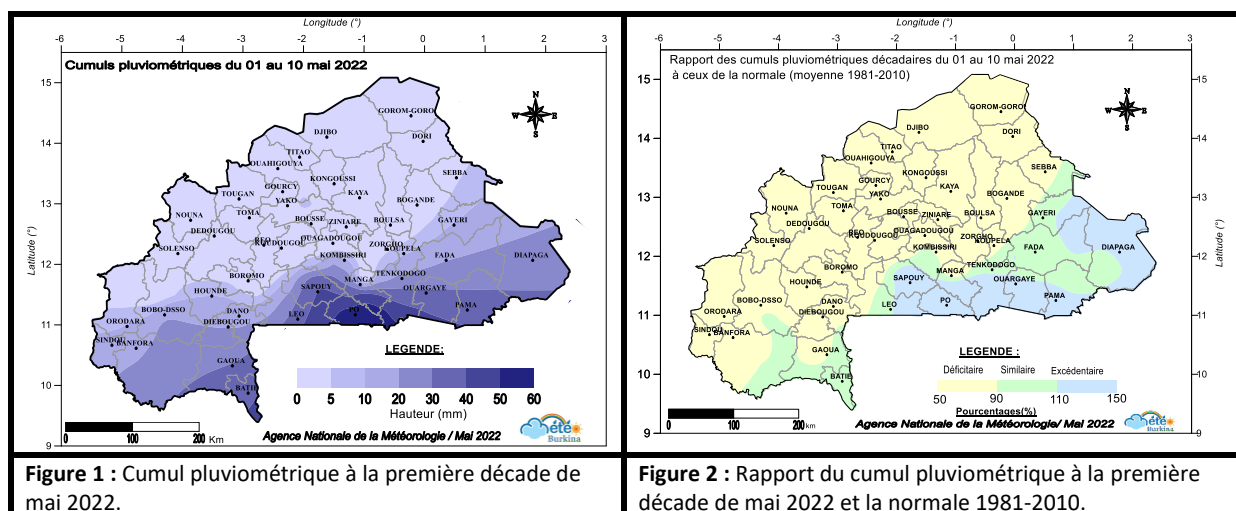 Longitude (°)
-6 -5 -4 -3 -2 -1 0 1 2 3
Cumuls pluviométriques du 01 au 10 mai 2022
15
14
13
12
11
10
9
Latitude (°)
N
W E
S
GOROM-GORO
DJIBO
DORI
TITAO
OUAHIGOUYA
SEBBA
KONGOUSSI
GOURCY
KAYA
TOUGAN
YAKO
BOGANDE
NOUNA
TOMA
BOUSSE
ZINIARE
BOULSA
GAYERI
DEDOUGOU
OUAGADOUGOU
KOUDOUGOU
ZORGHO
KOUPELA
SOLENSO
KOMBISSIRI
FADA
DIAPAGA
BOROMO
TENKODOGO
MANGA
SAPOUY
OUARGAYE
HOUNDE
PAMA
BOBO-DSSO
DANO
LEO
PO
ORODARA
DIEBOUGOU
SINDOU
BANFORA
GAOUA
BATIE
LEGENDE:
0 5 10 20 30 40 50 60
Hauteur (mm)
0 100 200 Km
Agence Nationale de la Météorologie / Mai 2022
météo
Burkina
Figure 1 : Cumul pluviométrique à la première décade de
mai 2022.
Longitude (°)
-6 -5 -4 -3 -2 -1 0 1 2 3
Rapport des cumuls pluviométriques décadaires du 01 au 10 mai 2022
à ceux de la normale (moyenne 1981-2010)
15 15
14 14
13 13
12 12
11 11
10 10
9 9
Latitude (°)
N
W E
S
GOROM-GORO
DJIBO
DORI
TITAO
OUAHIGOUYA
SEBBA
KONGOUSSI
GOURCY
KAYA
TOUGAN
YAKO
BOGANDE
NOUNA
TOMA
BOUSSE
ZINIARE
BOULSA
GAYERI
DEDOUGOU
OUAGADOUGOU
KOUDOUGOU
ZORGHO
KOUPELA
SOLENSO
KOMBISSIRI
FADA
DIAPAGA
BOROMO
TENKODOGO
MANGA
SAPOUY
OUARGAYE
HOUNDE
PAMA
BOBO-DSSO
DANO
LEO
PO
ORODARA
DIEBOUGOU
SINDOU
BANFORA
GAOUA
BATIE
LEGENDE :
Déficitaire Similaire Excédentaire
50 90 110 150
Pourcentages(%)
0 100 200 km
Agence Nationale de la Météorologie/ Mai 2022
météo
Burkina
Figure 2 : Rapport du cumul pluviométrique à la première
décade de mai 2022 et la normale 1981-2010.